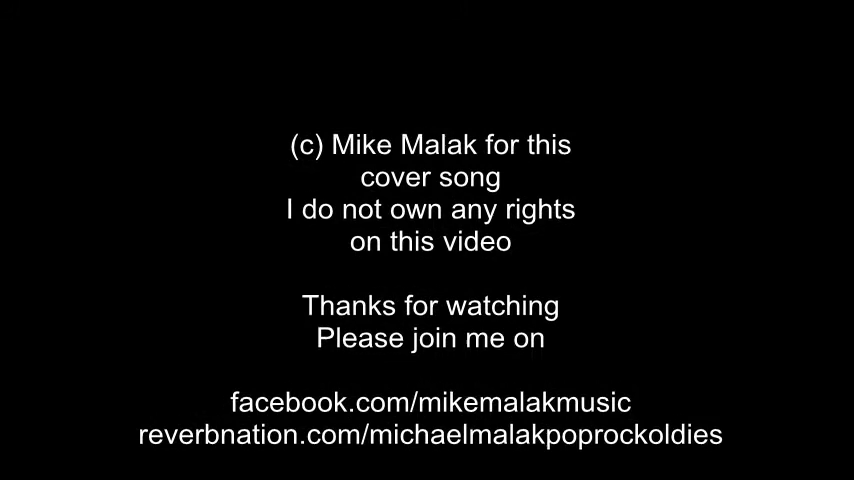 (c) Mike Malak for this
cover song
I do not own any rights
on this video
Thanks for watching
Please join me on
facebook.com/mikemalakmusic
reverbnation.com/michaelmalakpoprockoldies